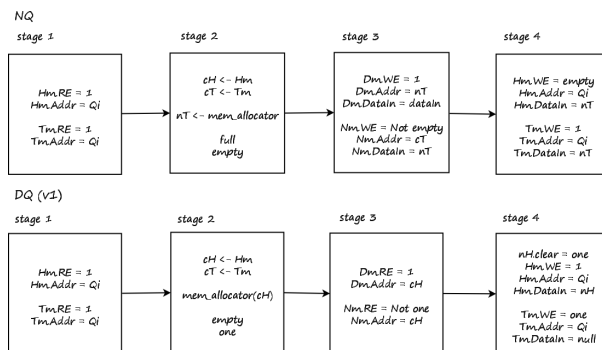 NQ
stage 1
stage 2
stage 3
stage 4
Hm.RE = 1
Hm.Addr = Qi
Tm.RE = 1
Tm.Addr = Qi
cH <- Hm
cT <- Tm
nT <- mem_allocator
full
empty
Dm.WE = 1
Dm.Addr = nT
Dm.DataIn = dataIn
Nm.WE = Not empty
Nm.Addr = cT
Nm.DataIn = nT
Hm.WE = empty
Hm.Addr = Qi
Hm.DataIn = nT
Tm.WE = 1
Tm.Addr = Qi
Tm.DataIn = nT
DQ (v1)
stage 1
stage 2
stage 3
stage 4
Hm.RE = 1
Hm.Addr = Qi
Tm.RE = 1
Tm.Addr = Qi
cH <- Hm
cT <- Tm
mem_allocator(cH)
empty
one
Dm.RE = 1
Dm.Addr = cH
Nm.RE = Not one
Nm.Addr = cH
nH.clear = one
Hm.WE = 1
Hm.Addr = Qi
Hm.DataIn = nH
Tm.WE = one
Tm.Addr = Qi
Tm.DataIn = null